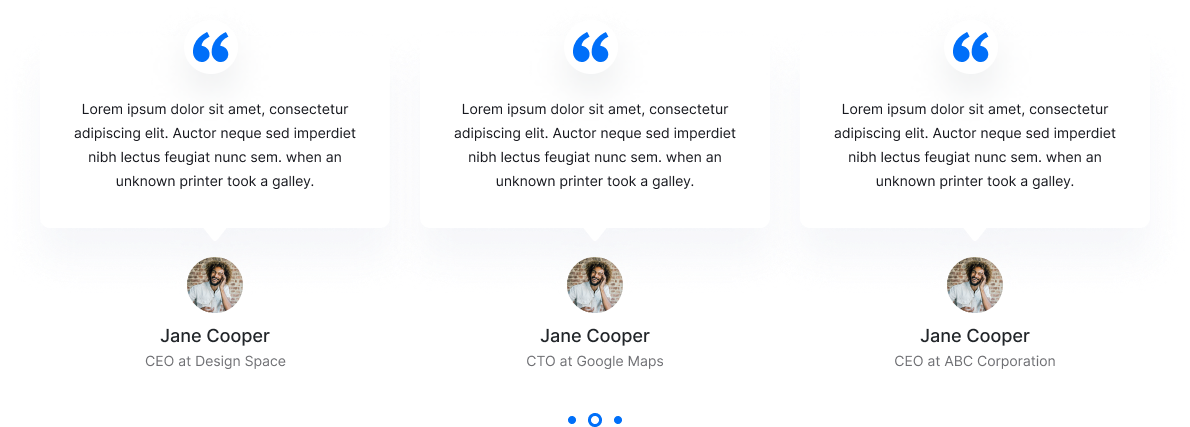 “
Lorem ipsum dolor sit amet, consectetur
adipiscing elit. Auctor neque sed imperdiet
nibh lectus feugiat nunc sem. when an
unknown printer took a galley.
Jane Cooper
CEO at Design Space
“
Lorem ipsum dolor sit amet, consectetur
adipiscing elit. Auctor neque sed imperdiet
nibh lectus feugiat nunc sem. when an
unknown printer took a galley.
Jane Cooper
CTO at Google Maps
“
Lorem ipsum dolor sit amet, consectetur
adipiscing elit. Auctor neque sed imperdiet
nibh lectus feugiat nunc sem. when an
unknown printer took a galley.
Jane Cooper
CEO at ABC Corporation